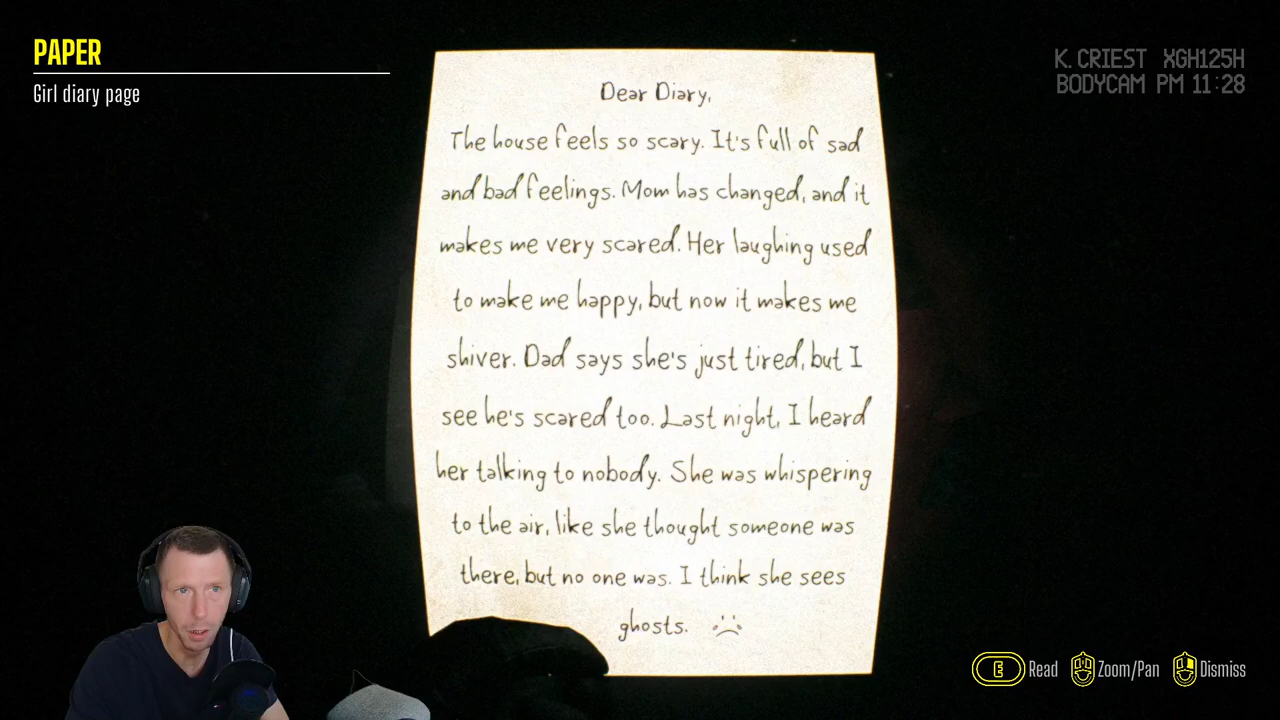 PAPER
Girl diary page
K. CRIEST XGH125H
BODYCAM PM 11:28
Dear Diary,
The house feels so scary. It's full of sad
and bad feelings. Mom has changed, and it
makes me very scared. Her laughing used
to make me happy, but now it makes me
shiver. Dad says she's just tired, but I
see he's scared too. Last night, I heard
her talking to nobody. She was whispering
to the air, like she thought someone was
there, but no one was. I think she sees
ghosts.
E Read Zoom/Pan Dismiss